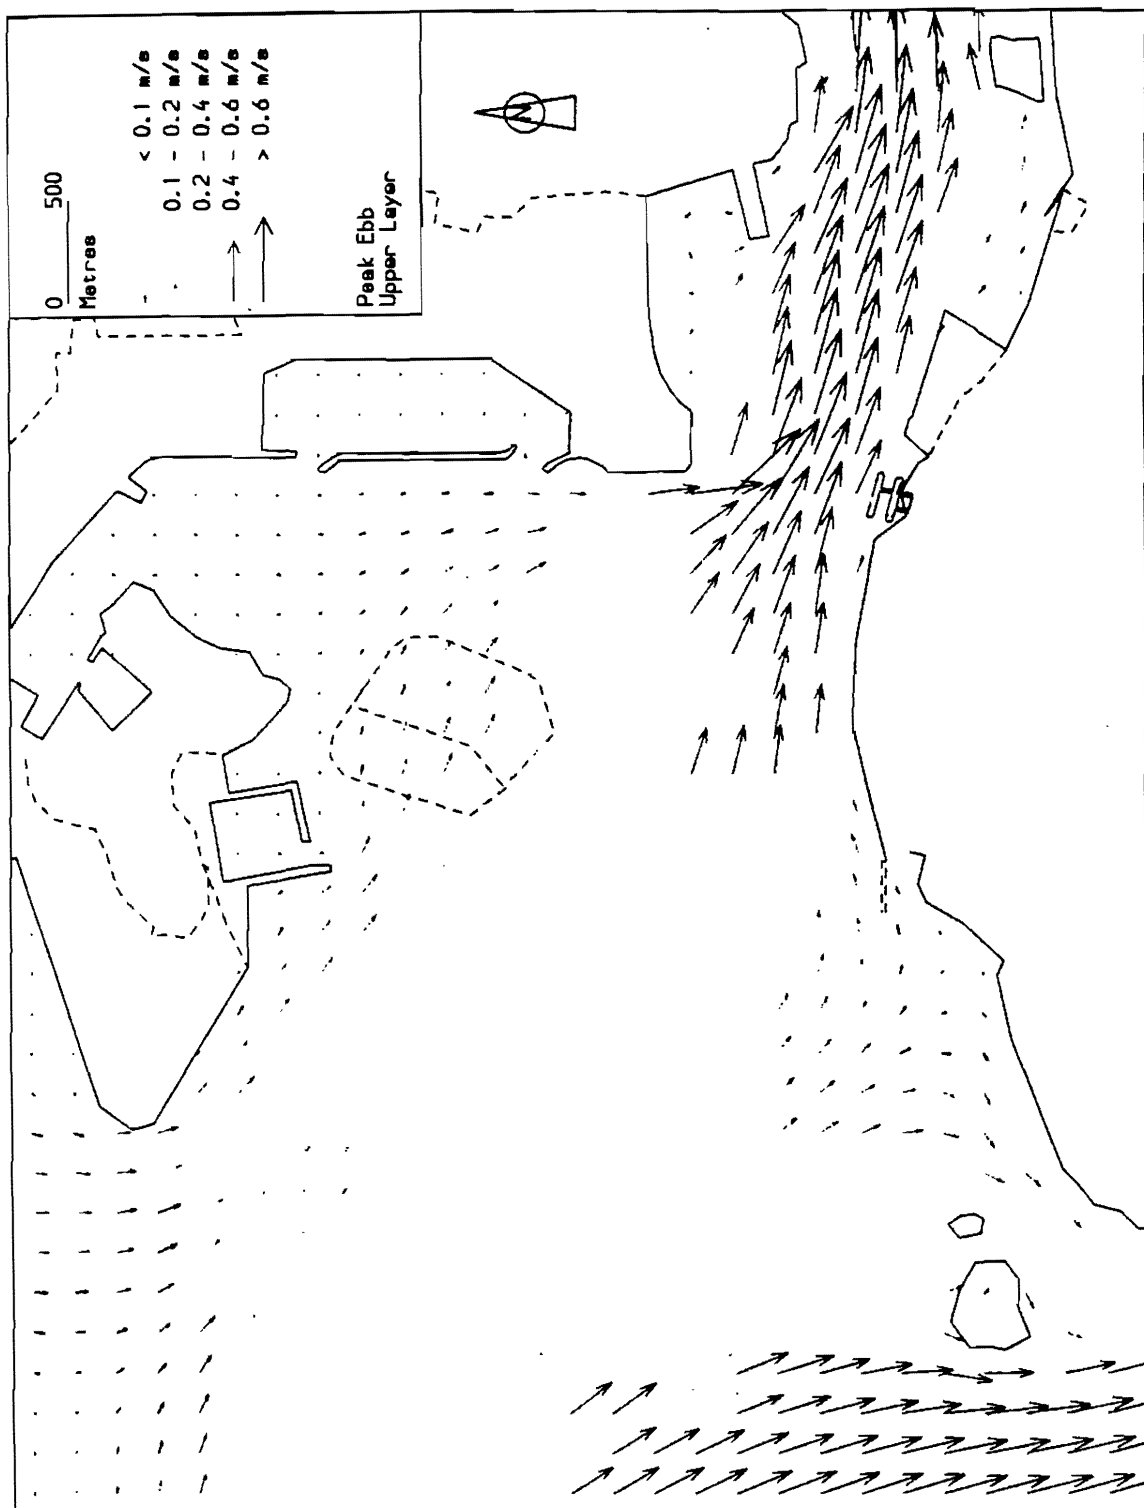 0 500
Metres
< 0.1 m/s
0.1 - 0.2 m/s
0.2 - 0.4 m/s
0.4 - 0.6 m/s
> 0.6 m/s
Peak Ebb
Upper Layer
N